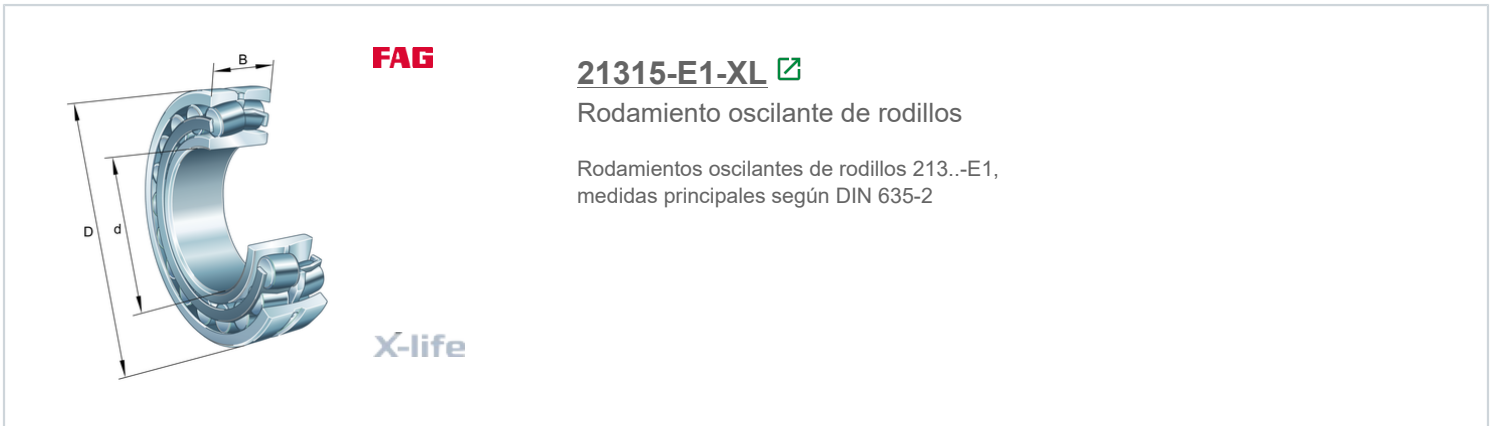 FAG
B
D
d
X-life
21315-E1-XL
Rodamiento oscilante de rodillos
Rodamientos oscilantes de rodillos 213..-E1,
medidas principales según DIN 635-2